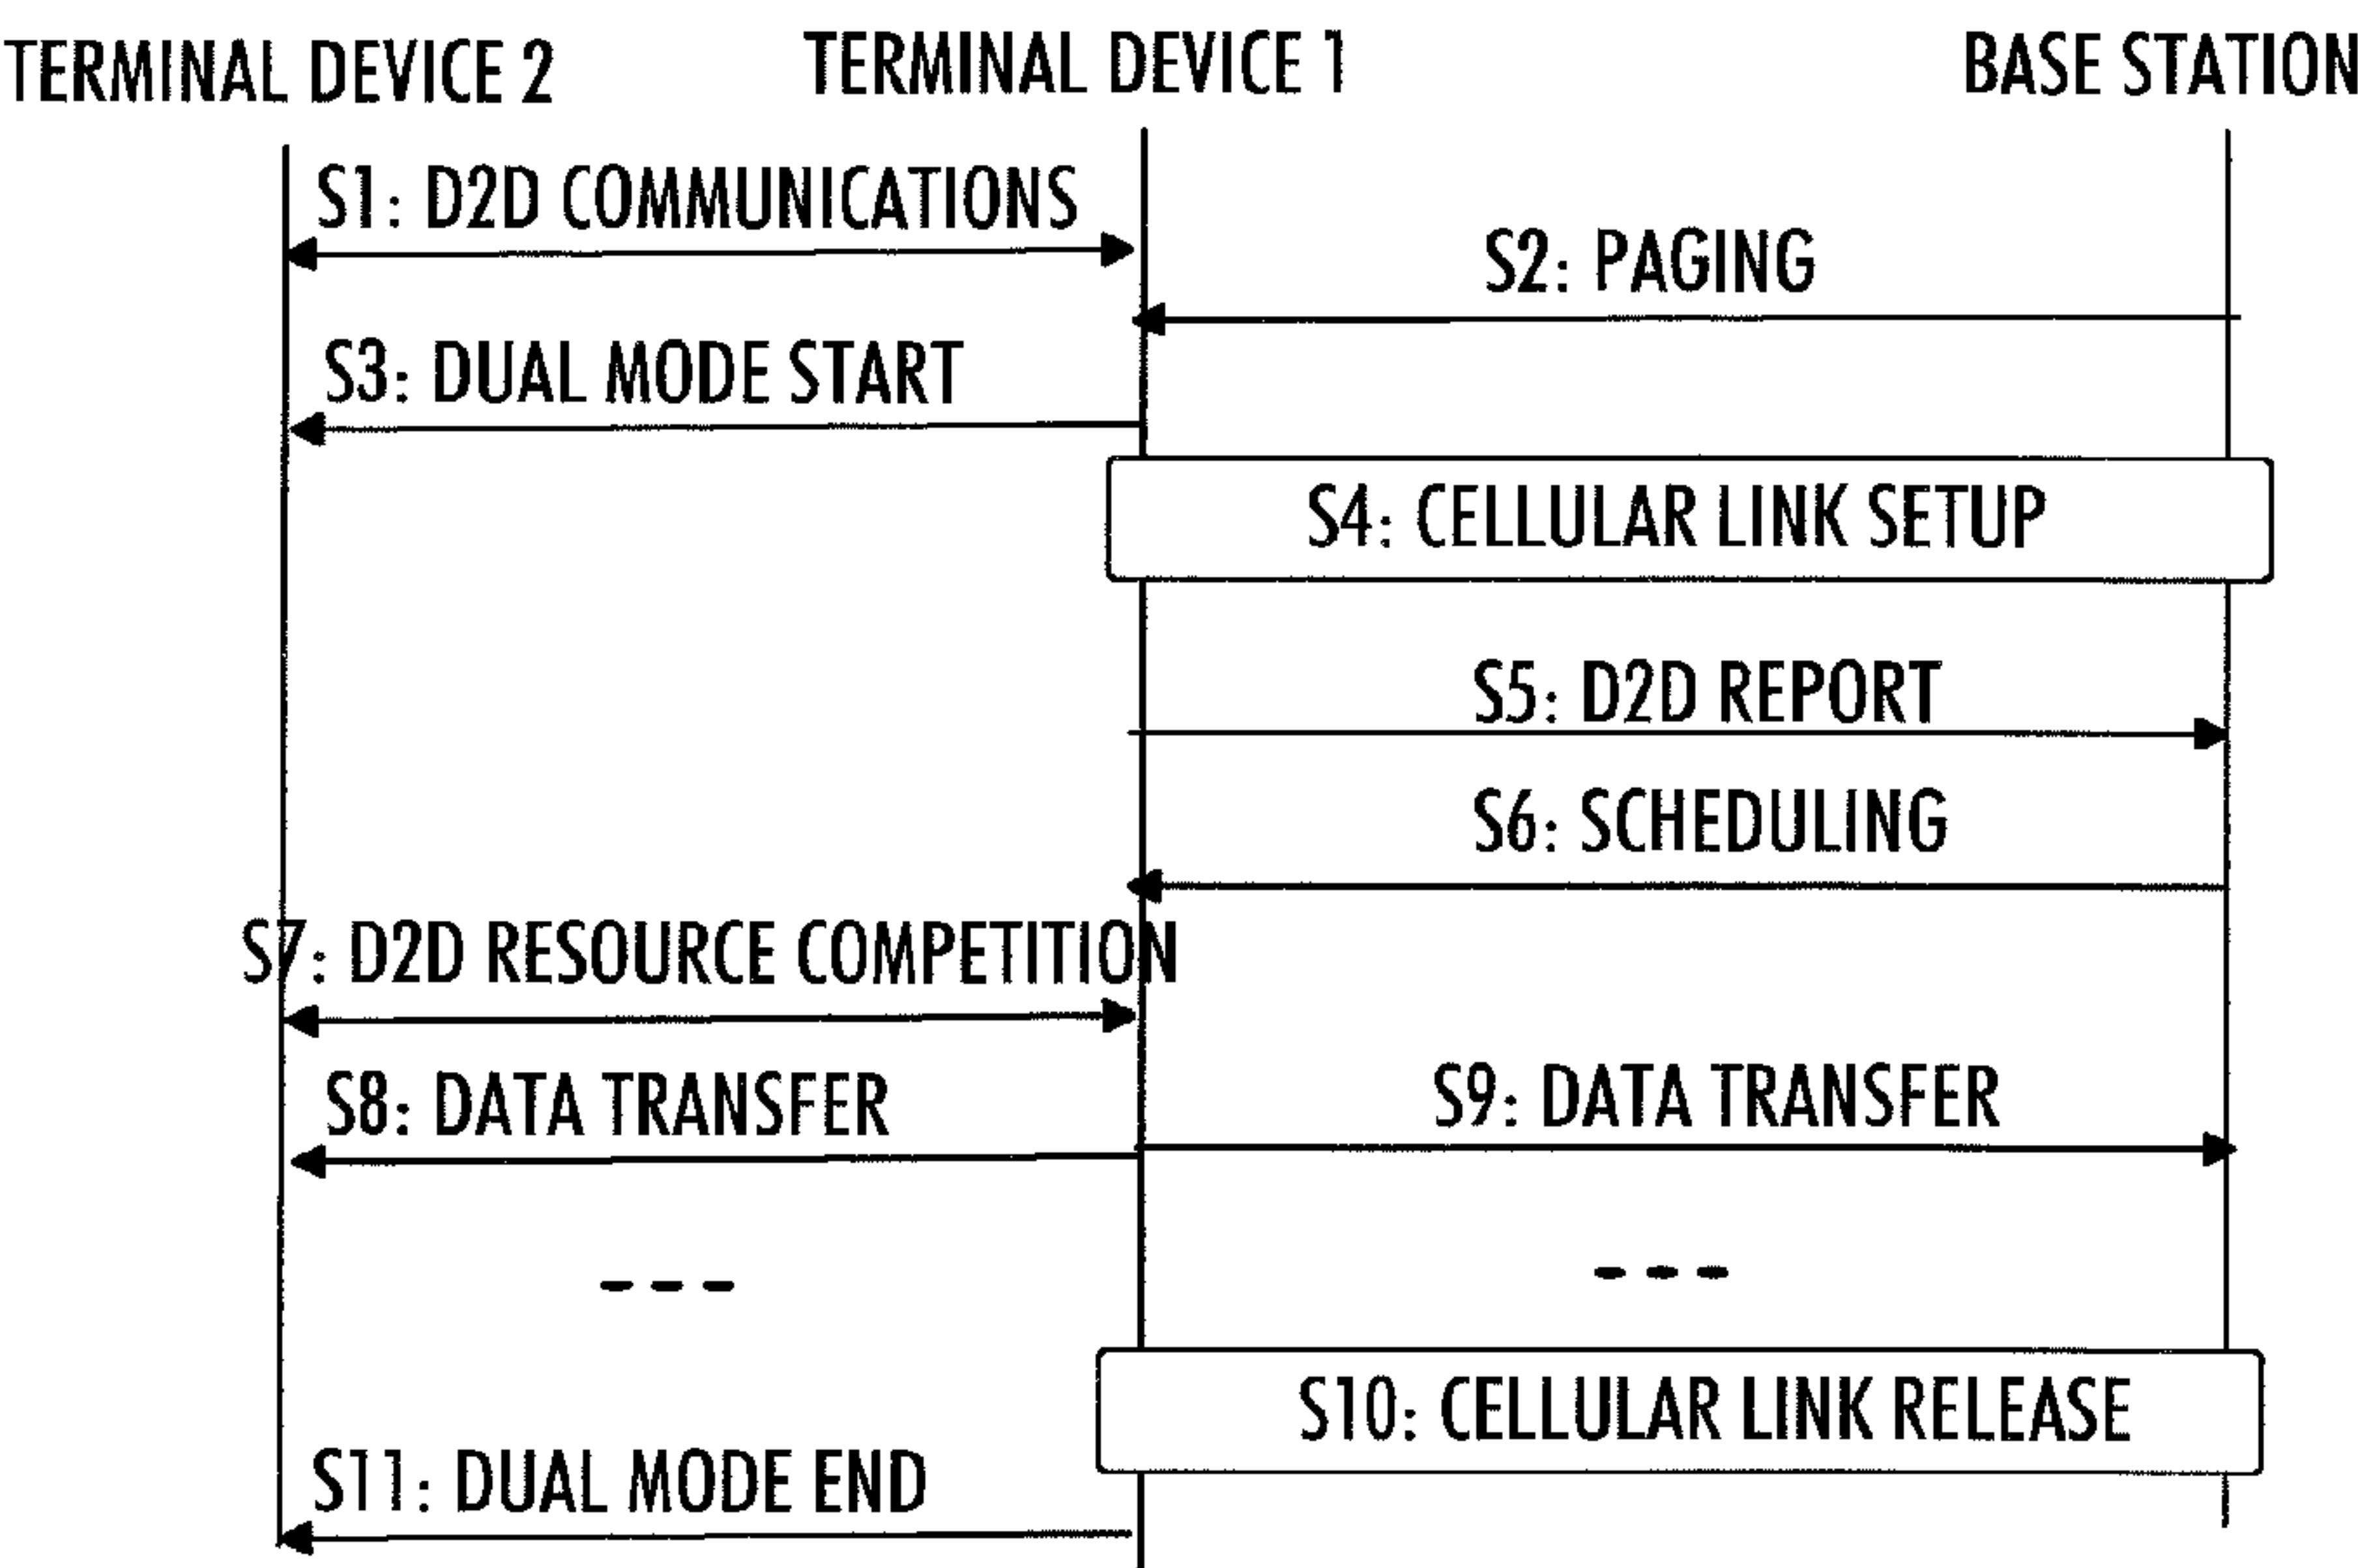 TERMINAL DEVICE 2
TERMINAL DEVICE 1
BASE STATION
S1: D2D COMMUNICATIONS
S2: PAGING
S3: DUAL MODE START
S4: CELLULAR LINK SETUP
S5: D2D REPORT
S6: SCHEDULING
S7: D2D RESOURCE COMPETITION
S8: DATA TRANSFER
S9: DATA TRANSFER
S10: CELLULAR LINK RELEASE
S11: DUAL MODE END